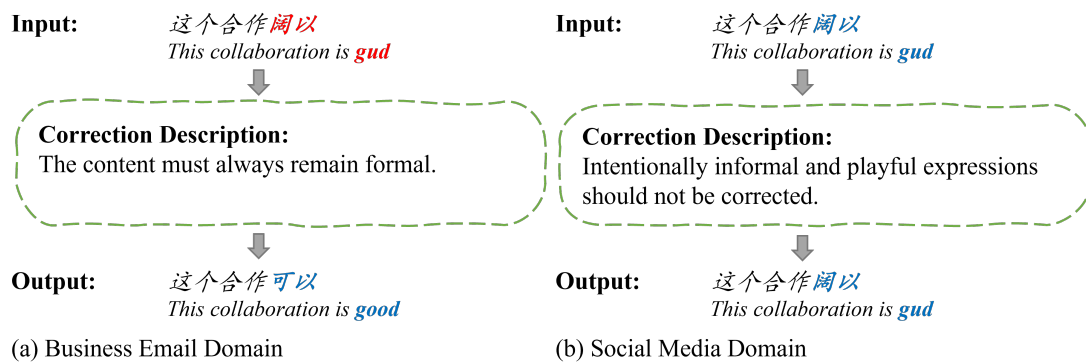 Input: 这个合作阔以
This collaboration is gud
Correction Description:
The content must always remain formal.
Output: 这个合作可以
This collaboration is good
(a) Business Email Domain
Input: 这个合作阔以
This collaboration is gud
Correction Description:
Intentionally informal and playful expressions
should not be corrected.
Output: 这个合作阔以
This collaboration is gud
(b) Social Media Domain